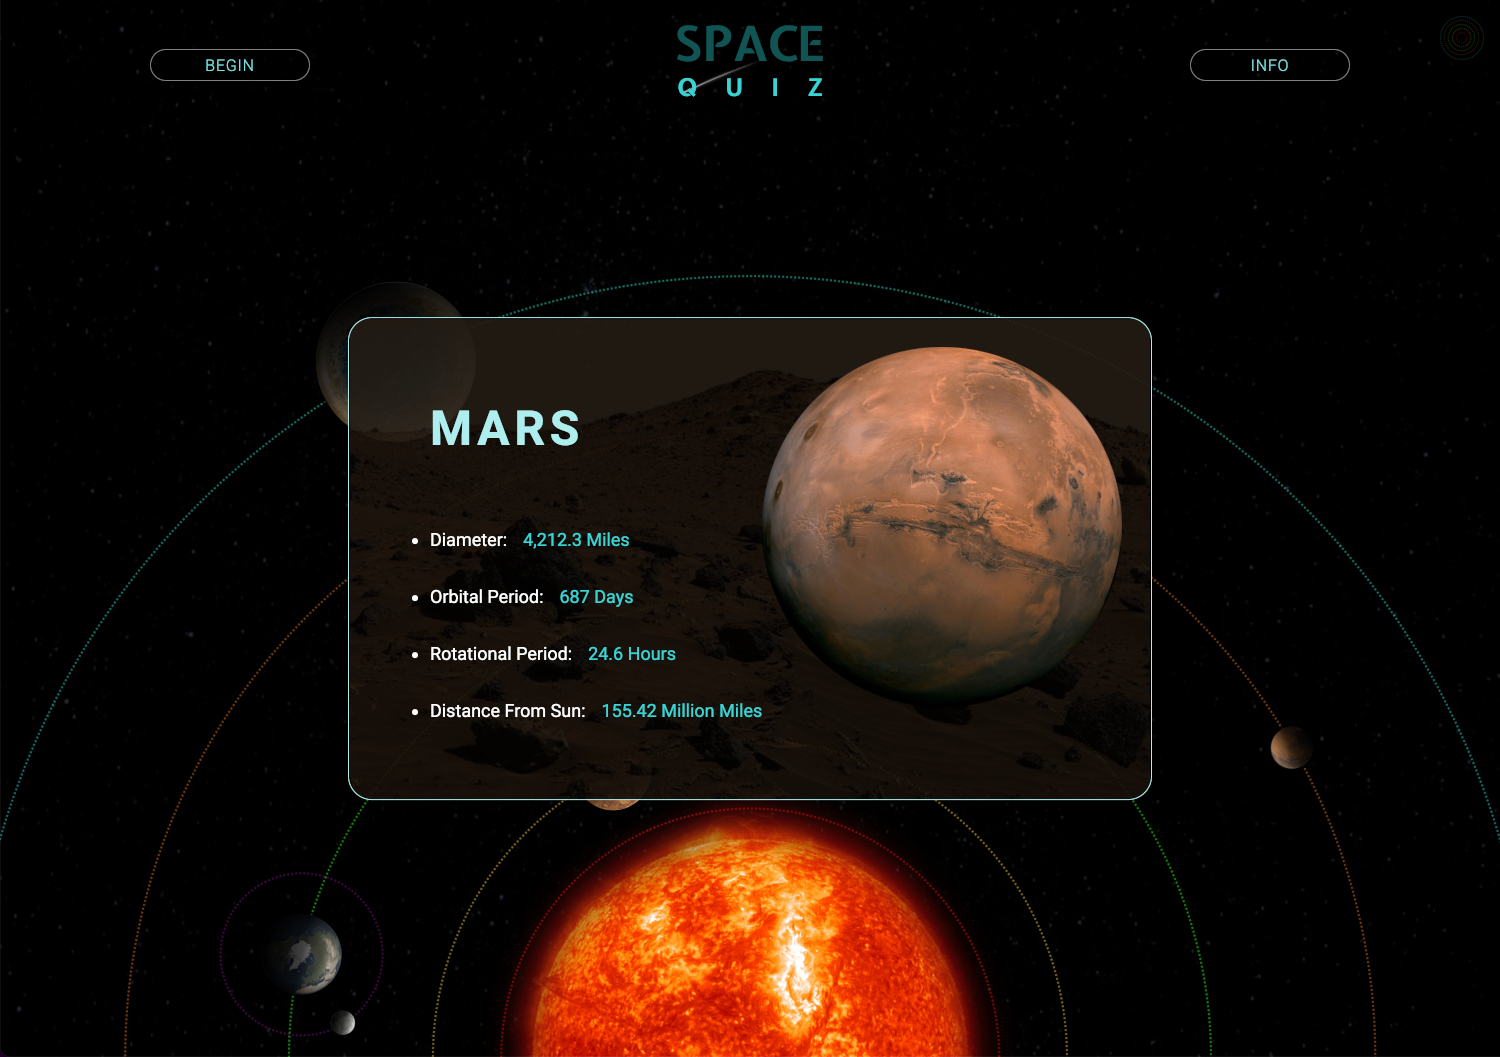 BEGIN
SPACE
QUIZ
INFO
MARS
Diameter: 4,212.3 Miles
Orbital Period: 687 Days
Rotational Period: 24.6 Hours
Distance From Sun: 155.42 Million Miles